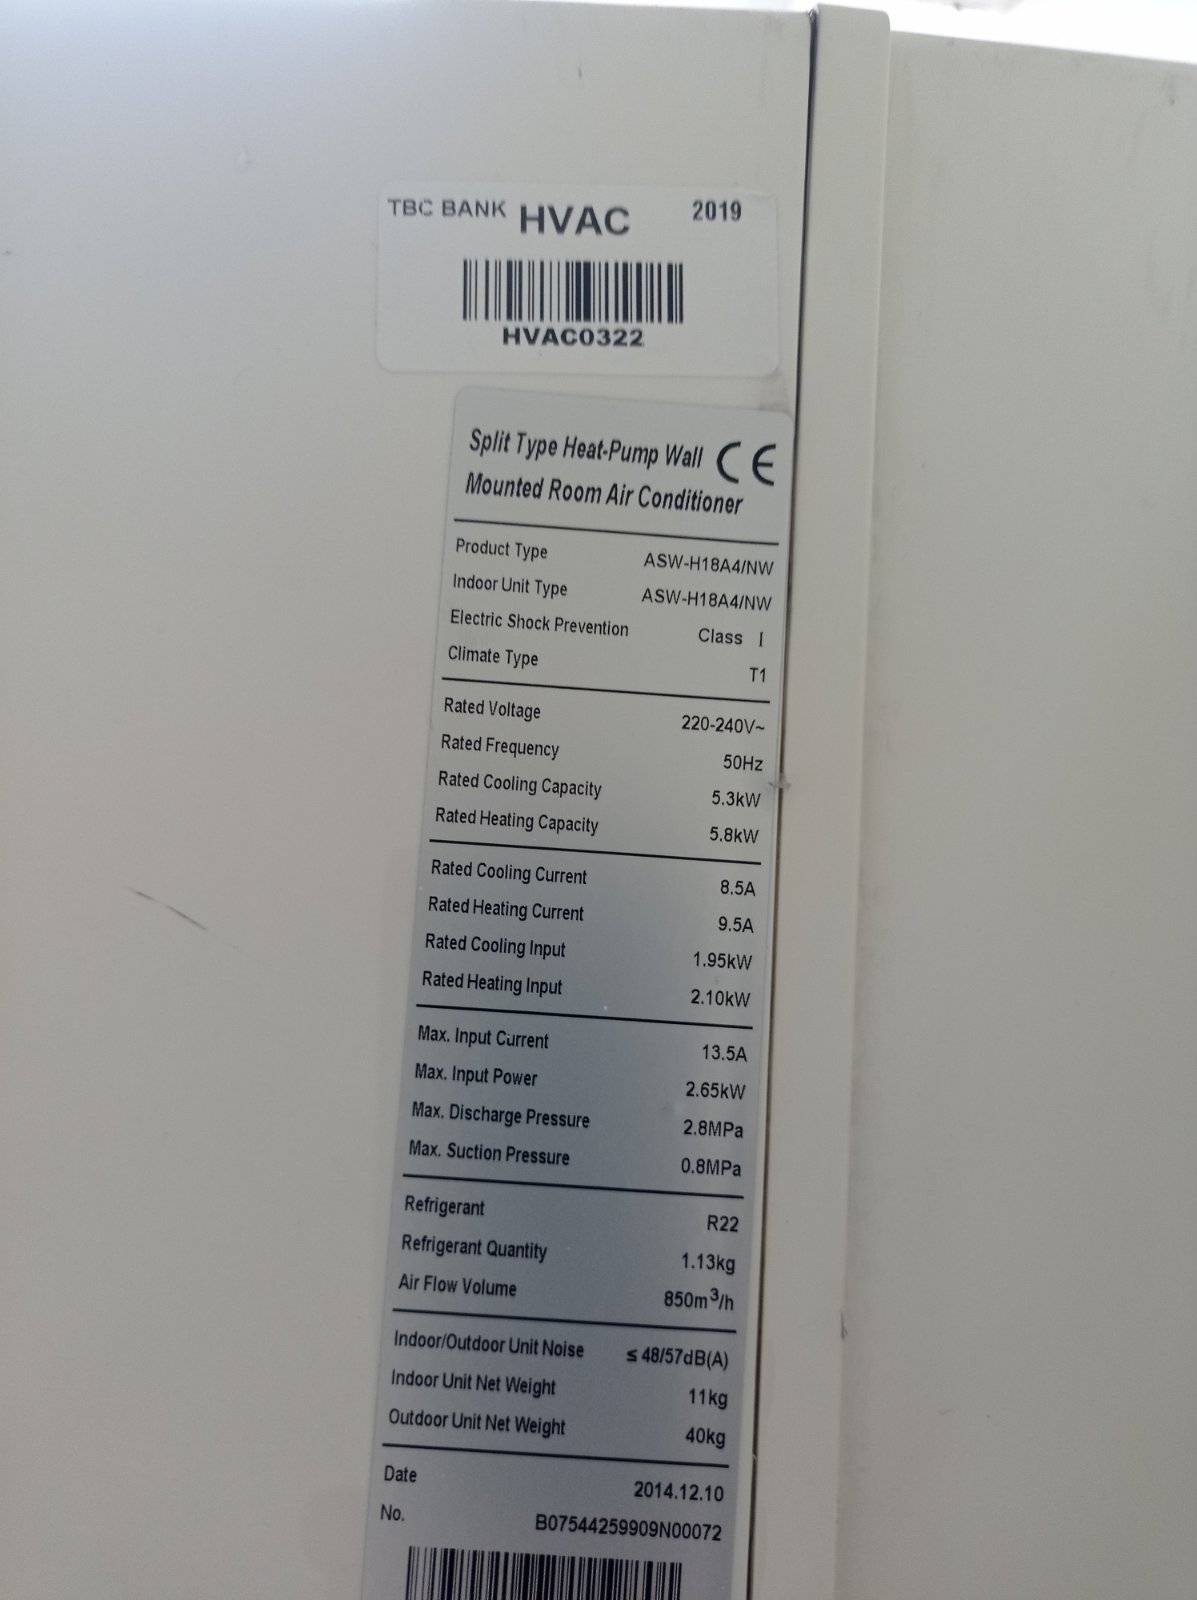 TBC BANK HVAC 2019
HVAC0322
Split Type Heat-Pump Wall CE
Mounted Room Air Conditioner
Product Type ASW-H18A4/NW
Indoor Unit Type ASW-H18A4/NW
Electric Shock Prevention Class I
Climate Type T1
Rated Voltage 220-240V~
Rated Frequency 50Hz
Rated Cooling Capacity 5.3kW
Rated Heating Capacity 5.8kW
Rated Cooling Current 8.5A
Rated Heating Current 9.5A
Rated Cooling Input 1.95kW
Rated Heating Input 2.10kW
Max. Input Current 13.5A
Max. Input Power 2.65kW
Max. Discharge Pressure 2.8MPa
Max. Suction Pressure 0.8MPa
Refrigerant R22
Refrigerant Quantity 1.13kg
Air Flow Volume 850m³/h
Indoor/Outdoor Unit Noise ≤ 48/57dB(A)
Indoor Unit Net Weight 11kg
Outdoor Unit Net Weight 40kg
Date 2014.12.10
No. B07544259909N00072